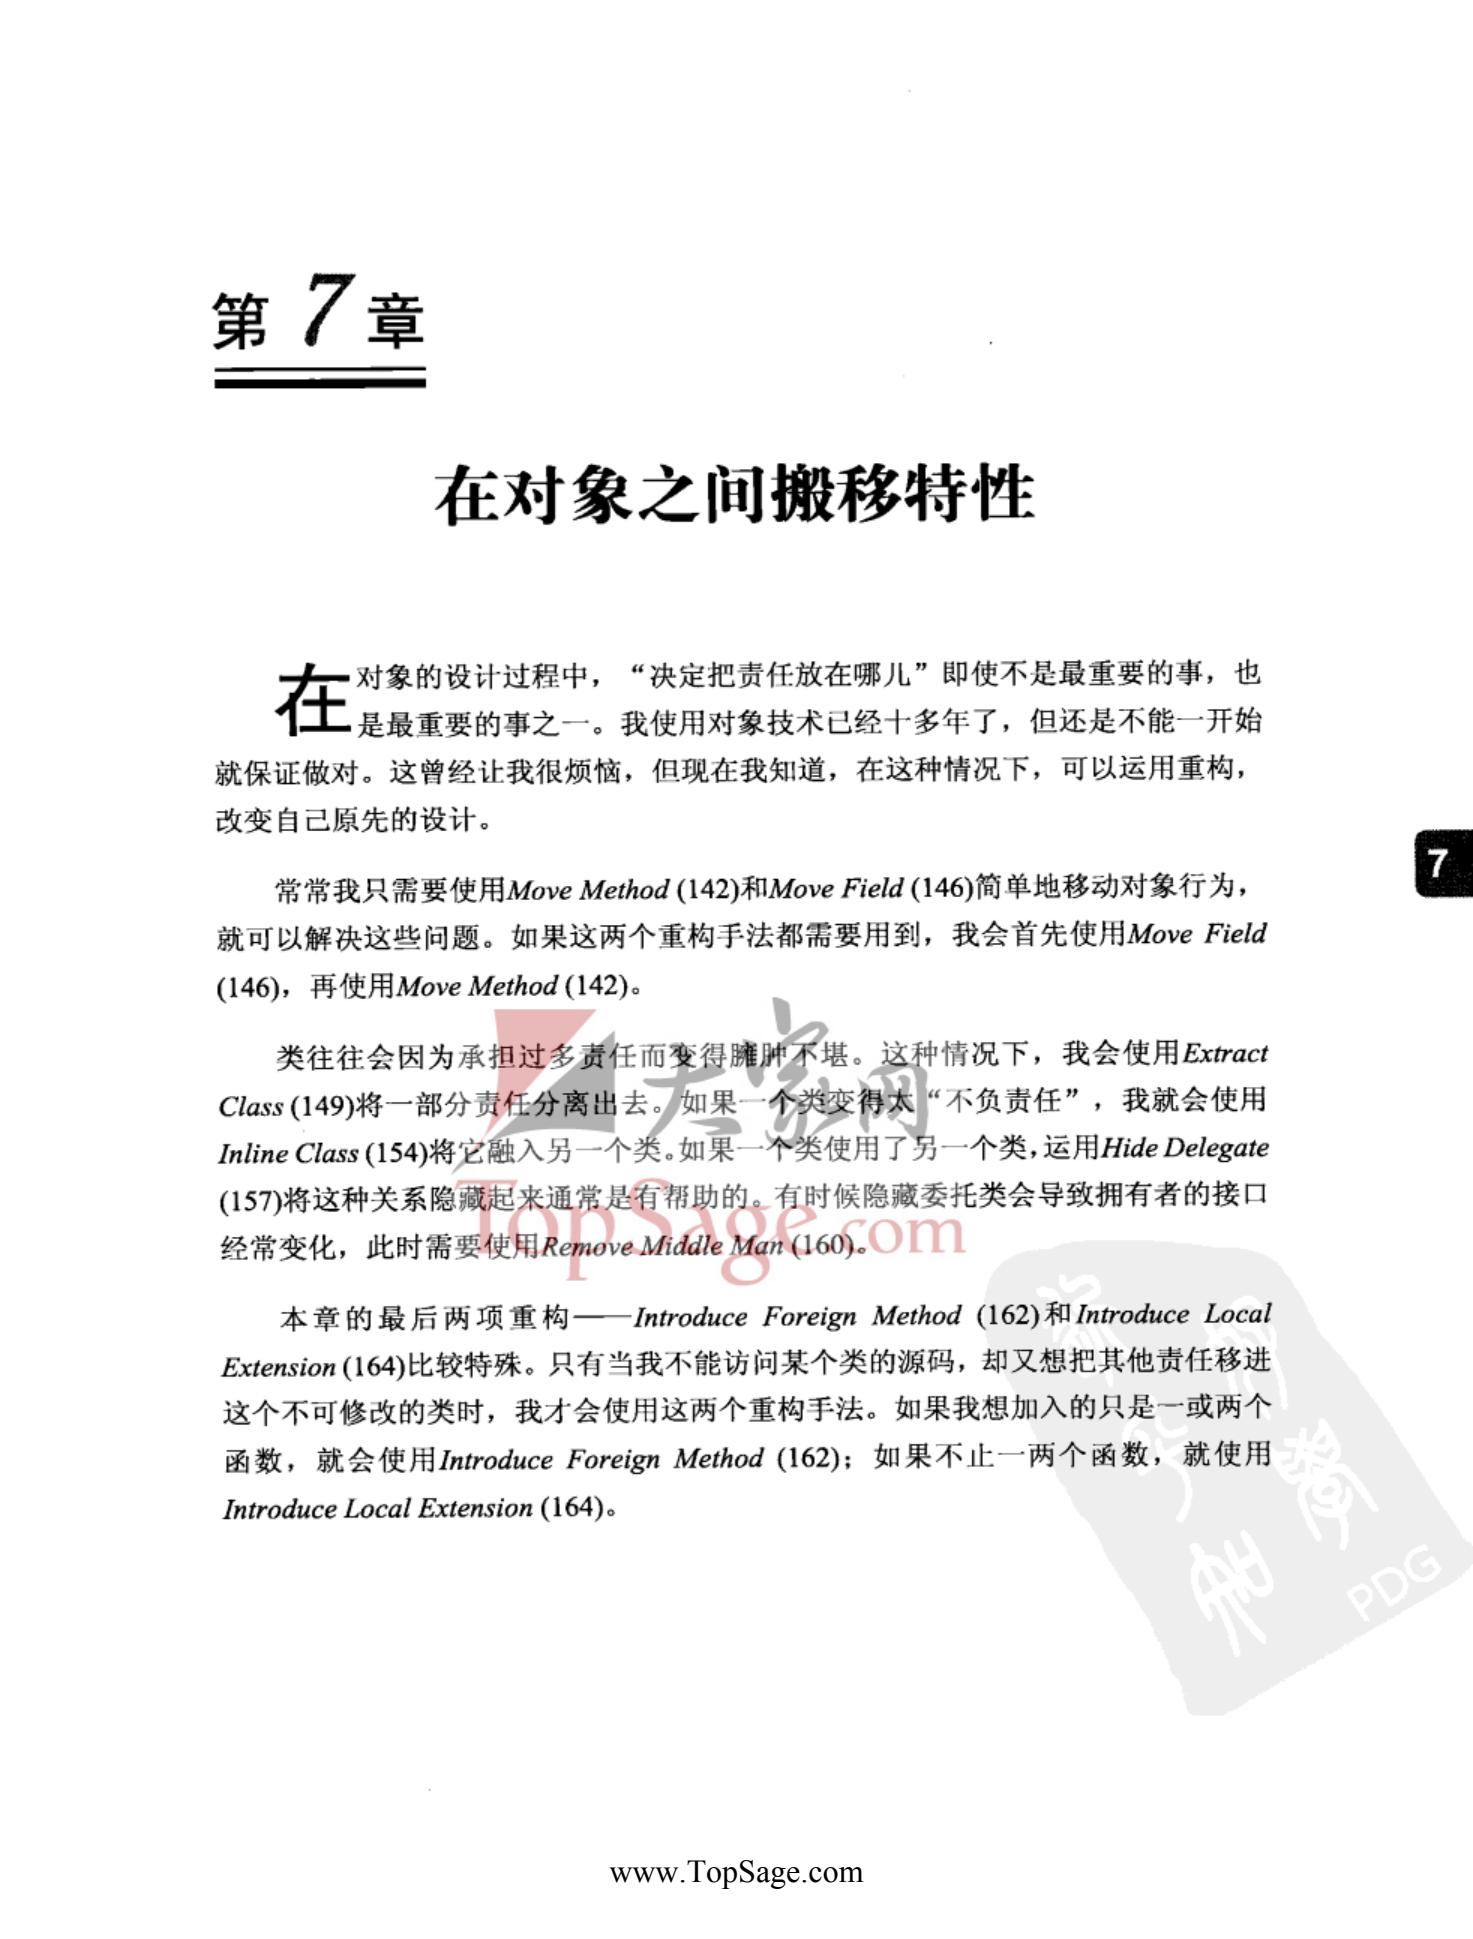 第 7 章
在对象之间搬移特性
在对象的设计过程中，“决定把责任放在哪儿”即使不是最重要的事，也
是最重要的事之一。我使用对象技术已经十多年了，但还是不能一开始
就保证做对。这曾经让我很烦恼，但现在我知道，在这种情况下，可以运用重构，
改变自己原先的设计。
7
常常我只需要使用Move Method (142)和Move Field (146)简单地移动对象行为，
就可以解决这些问题。如果这两个重构手法都需要用到，我会首先使用Move Field
(146)，再使用Move Method (142)。
类往往会因为承担过多责任而变得臃肿不堪。这种情况下，我会使用Extract
Class (149)将一部分责任分离出去。如果一个类变得太“不负责任”，我就会使用
Inline Class (154)将它融入另一个类。如果一个类使用了另一个类，运用Hide Delegate
(157)将这种关系隐藏起来通常是有帮助的。有时候隐藏委托类会导致拥有者的接口
经常变化，此时需要使用Remove Middle Man (160)。
大家网
TopSage.com
本章的最后两项重构——Introduce Foreign Method (162)和Introduce Local
Extension (164)比较特殊。只有当我不能访问某个类的源码，却又想把其他责任移进
这个不可修改的类时，我才会使用这两个重构手法。如果我想加入的只是一或两个
函数，就会使用Introduce Foreign Method (162)；如果不止一两个函数，就使用
Introduce Local Extension (164)。
PDG
www.TopSage.com